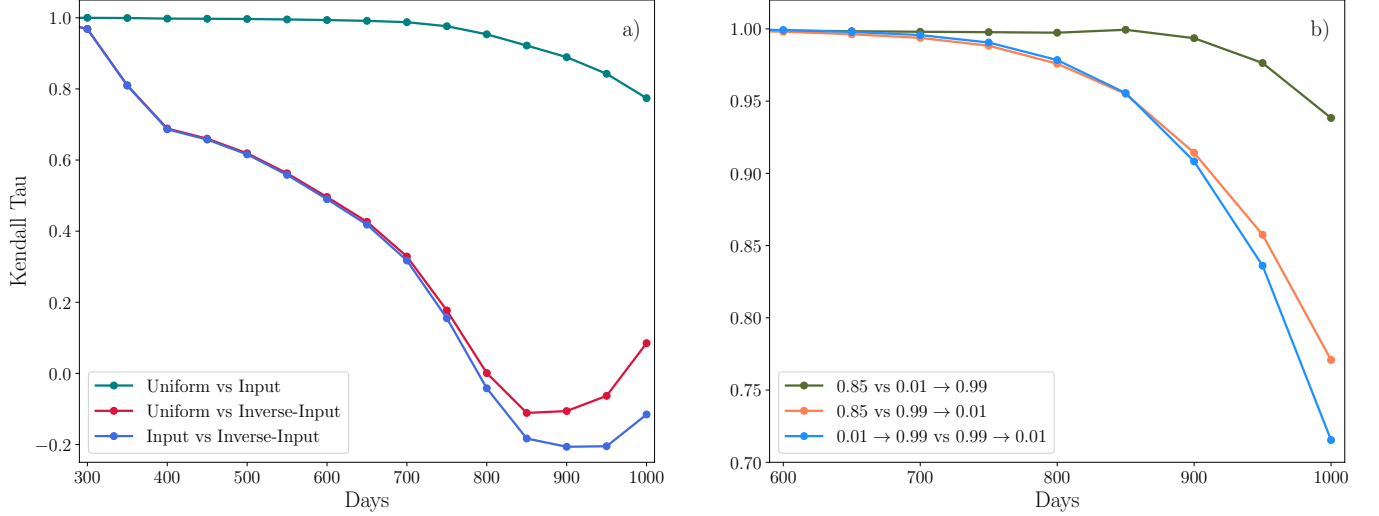 a)
Kendall Tau
1.0
0.8
0.6
0.4
0.2
0.0
−0.2
Uniform vs Input
Uniform vs Inverse-Input
Input vs Inverse-Input
300 400 500 600 700 800 900 1000
Days
b)
1.00
0.95
0.90
0.85
0.80
0.75
0.70
0.85 vs 0.01 → 0.99
0.85 vs 0.99 → 0.01
0.01 → 0.99 vs 0.99 → 0.01
600 700 800 900 1000
Days